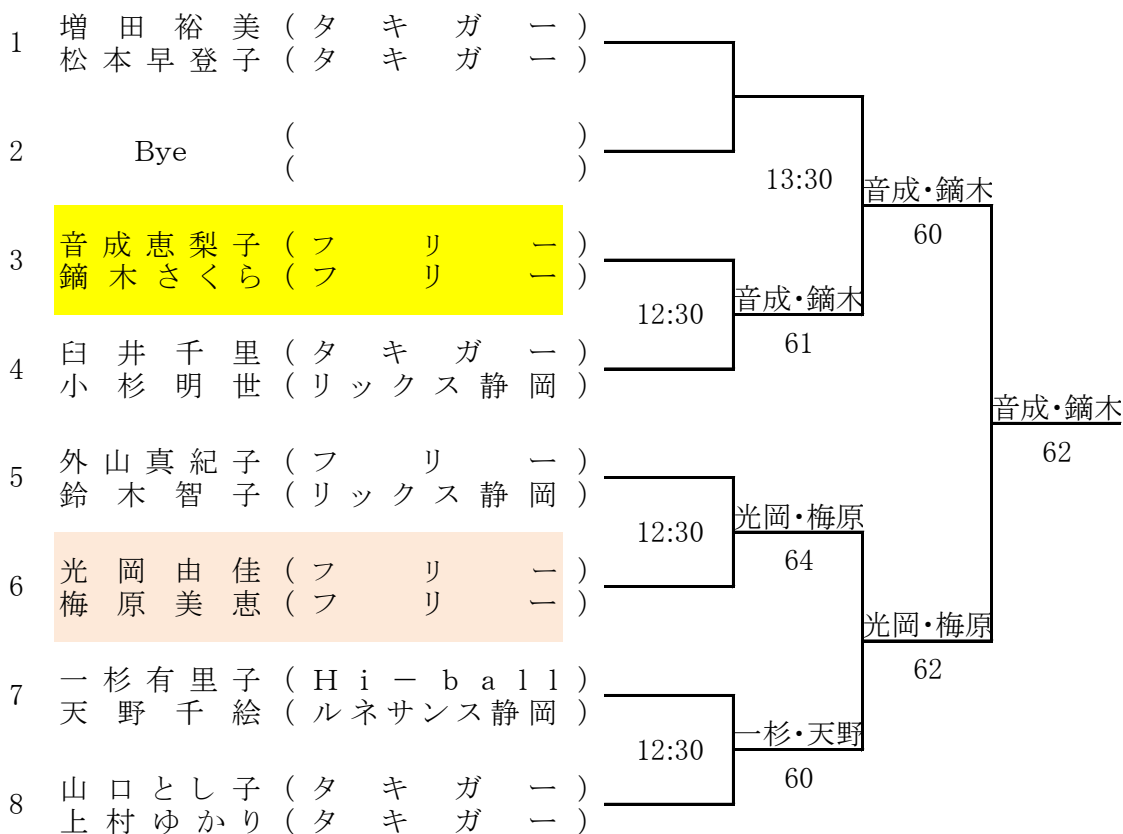 1 増田裕美(タキガー)
松本早登子(タキガー)
2 Bye ( )
( )
3 音成恵梨子(フリー)
鏑木さくら(フリー)
4 臼井千里(タキガー)
小杉明世(リックス静岡)
5 外山真紀子(フリー)
鈴木智子(リックス静岡)
6 光岡由佳(フリー)
梅原美恵(フリー)
7 一杉有里子(Hi－ball)
天野千絵(ルネサンス静岡)
8 山口とし子(タキガー)
上村ゆかり(タキガー)
12:30
12:30
12:30
13:30
音成・鏑木
61
光岡・梅原
64
一杉・天野
60
音成・鏑木
60
光岡・梅原
62
音成・鏑木
62